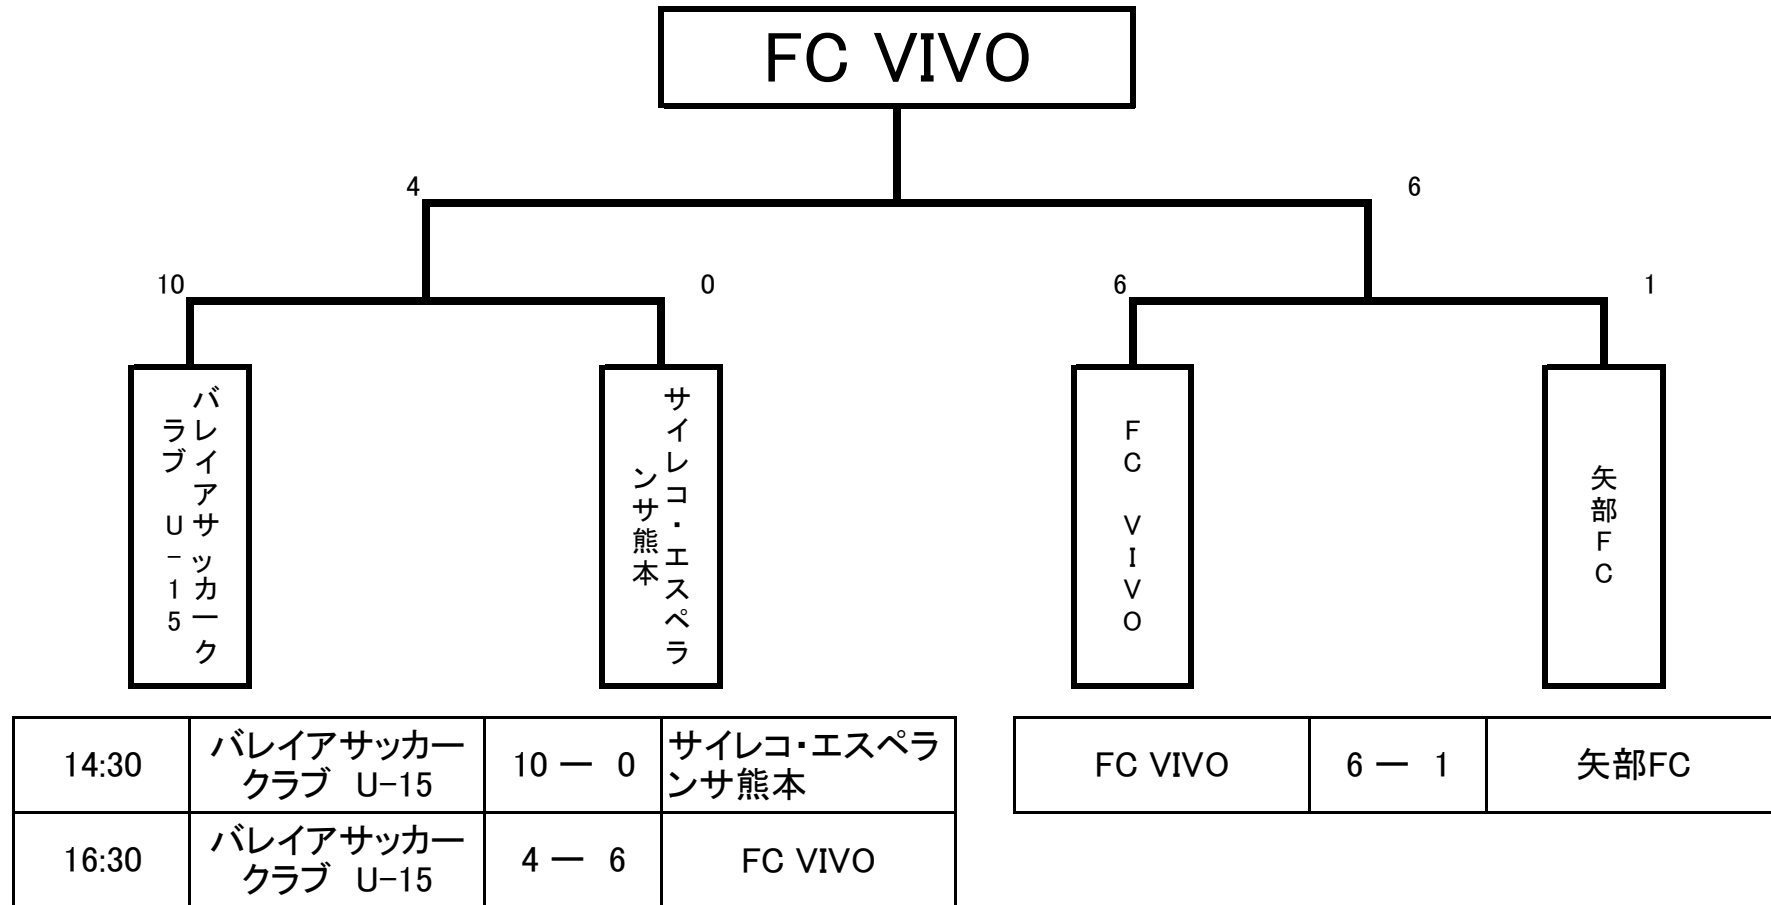 FC VIVO
4
6
10
0
6
1
バレイアサッカーク
ラブ　U-15
サイレコ・エスペラ
ンサ熊本
FC　VIVO
矢部FC
14:30
バレイアサッカー
クラブ　U-15
10 ー 0
サイレコ・エスペラ
ンサ熊本
FC VIVO
6 ー 1
矢部FC
16:30
バレイアサッカー
クラブ　U-15
4 ー 6
FC VIVO